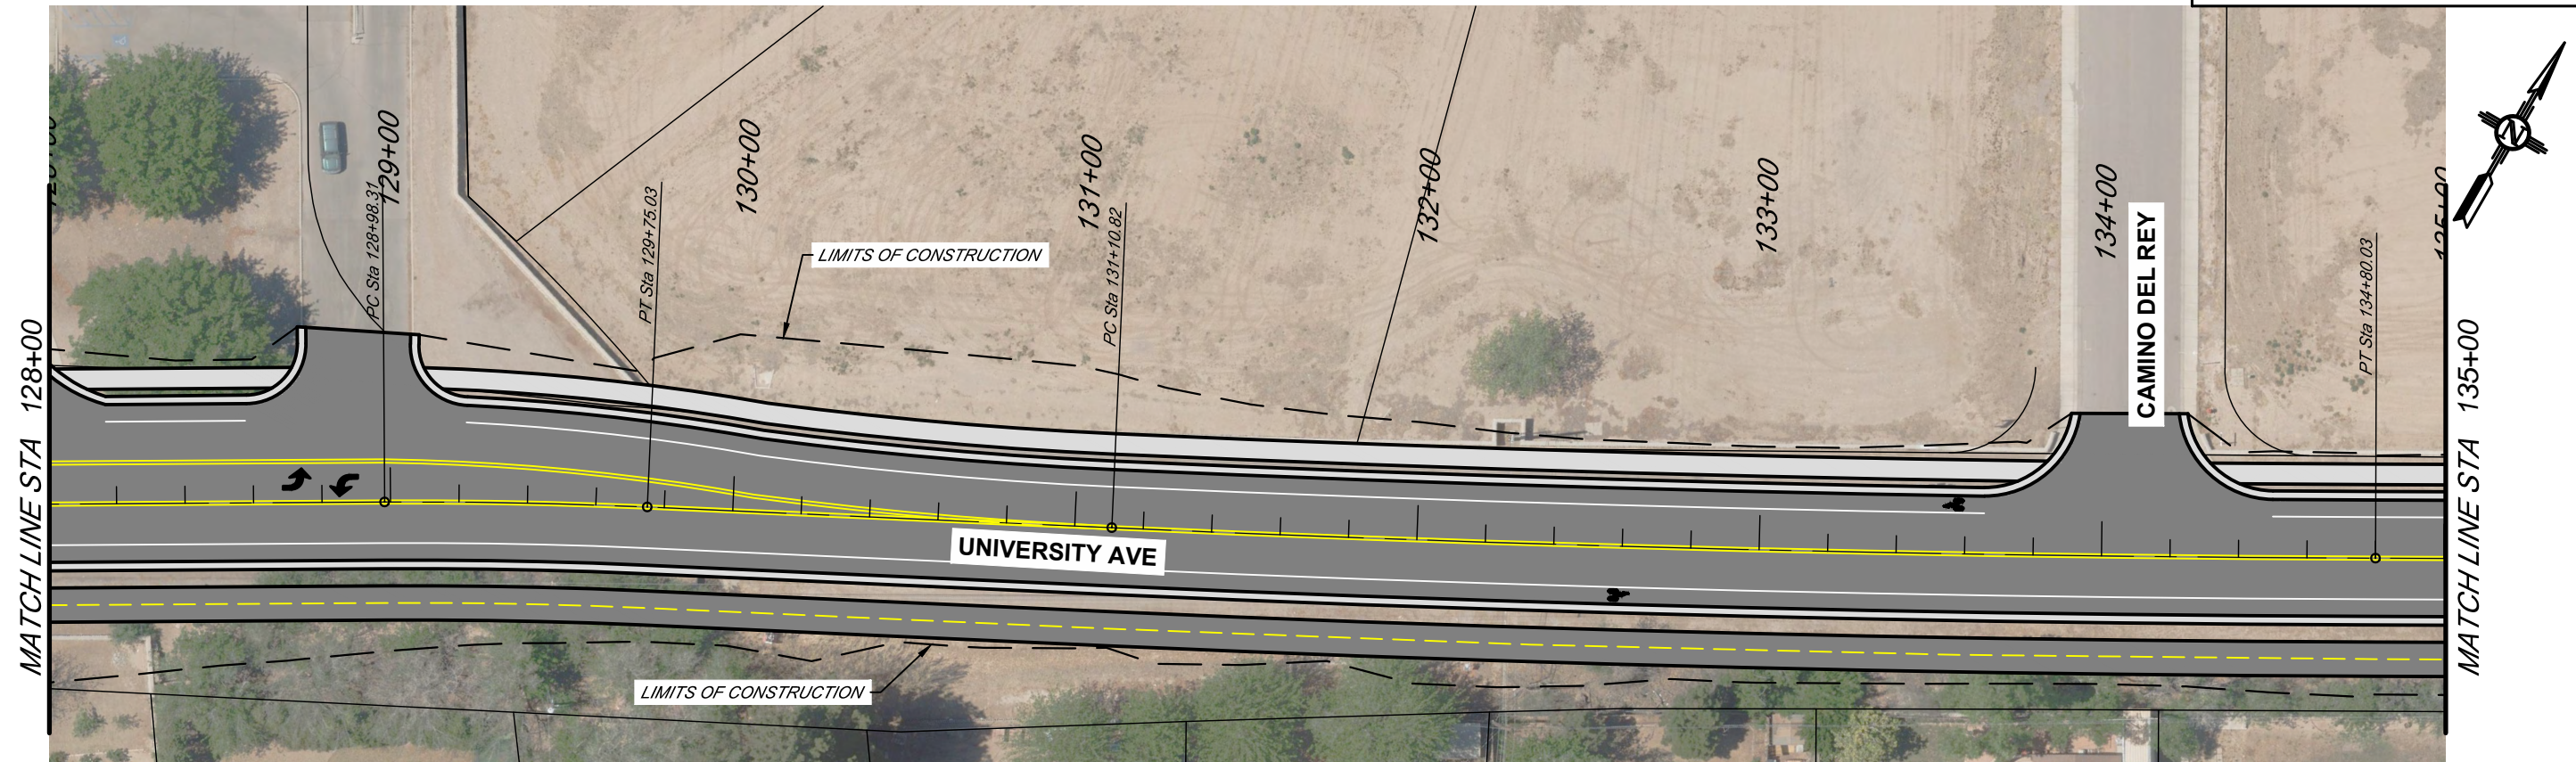 MATCH LINE STA 128+00
PC Sta 128+98.31
129+00
PT Sta 129+75.03
130+00
LIMITS OF CONSTRUCTION
131+00
PC Sta 131+10.82
132+00
133+00
134+00
CAMINO DEL REY
PT Sta 134+80.03
MATCH LINE STA 135+00
N
UNIVERSITY AVE
LIMITS OF CONSTRUCTION